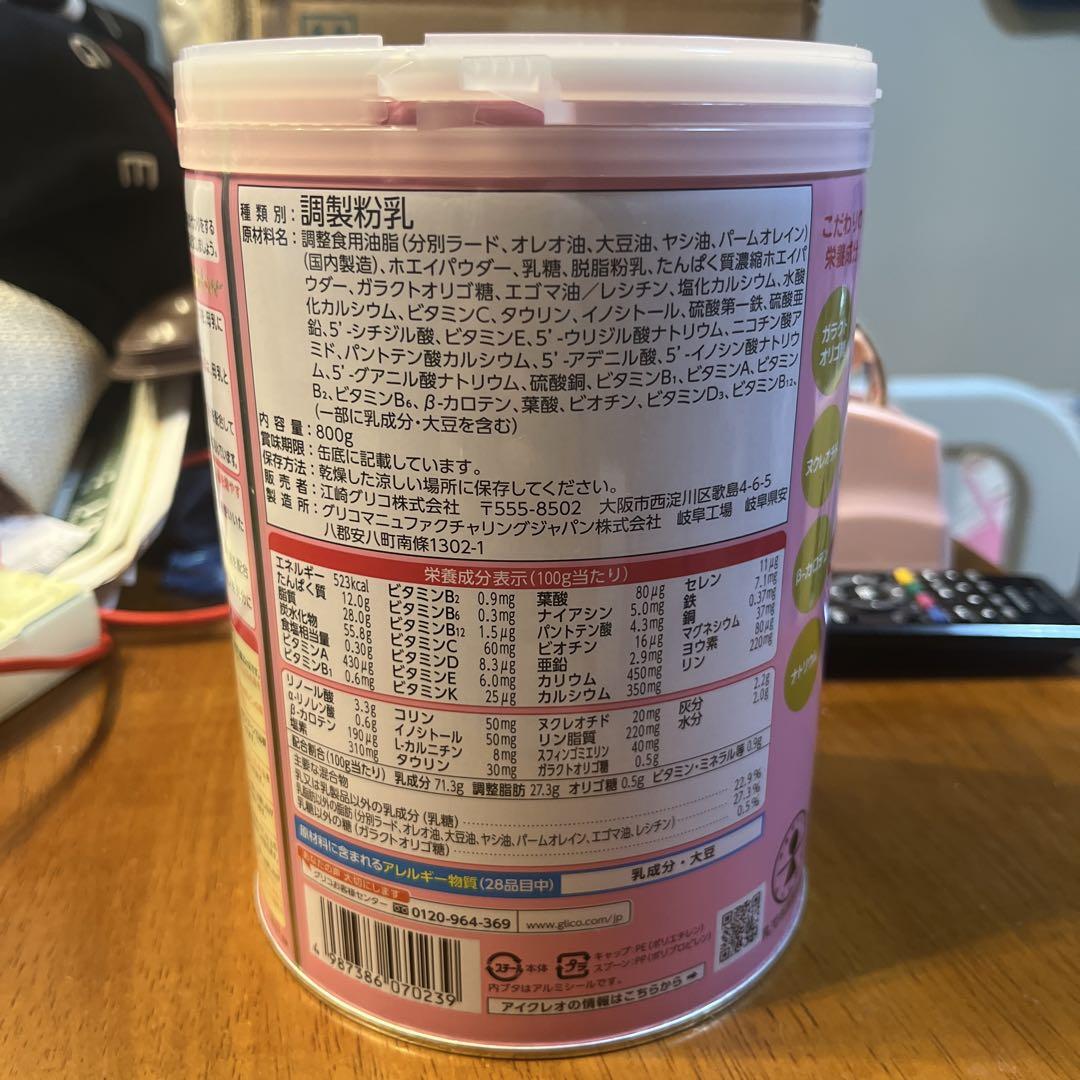 種類別：調製粉乳
原材料名：調整食用油脂（分別ラード、オレオ油、大豆油、ヤシ油、パームオレイン）
（国内製造）、ホエイパウダー、乳糖、脱脂粉乳、たんぱく質濃縮ホエイパ
ウダー、ガラクトオリゴ糖、エゴマ油／レシチン、塩化カルシウム、水酸
化カルシウム、ビタミンC、タウリン、イノシトール、硫酸第一鉄、硫酸亜
鉛、5'-シチジル酸、ビタミンE、5'-ウリジル酸ナトリウム、ニコチン酸ア
ミド、パントテン酸カルシウム、5'-アデニル酸、5'-イノシン酸ナトリウ
ム、5'-グアニル酸ナトリウム、硫酸銅、ビタミンB₁、ビタミンA、ビタミン
B₂、ビタミンB₆、β-カロテン、葉酸、ビオチン、ビタミンD₃、ビタミンB₁₂、
（一部に乳成分・大豆を含む）
内容量：800g
賞味期限：缶底に記載しています。
保存方法：乾燥した涼しい場所に保存してください。
販売者：江崎グリコ株式会社 〒555-8502 大阪市西淀川区歌島4-6-5
製造所：グリコマニュファクチャリングジャパン株式会社 岐阜工場 岐阜県安
八郡安八町南條1302-1
栄養成分表示（100g当たり）
エネルギー 523kcal ビタミンB₂ 0.9mg 葉酸 80μg セレン 11μg
たんぱく質 12.0g ビタミンB₆ 0.3mg ナイアシン 5.0mg 鉄 7.1mg
脂質 28.0g ビタミンB₁₂ 1.5μg パントテン酸 4.3mg 銅 0.37mg
炭水化物 55.8g ビタミンC 60mg ビオチン 16μg マグネシウム 37mg
食塩相当量 0.30g ビタミンD 8.3μg 亜鉛 2.9mg ヨウ素 80μg
ビタミンA 430μg ビタミンE 6.0mg カリウム 450mg リン 220mg
ビタミンB₁ 0.6mg ビタミンK 25μg カルシウム 350mg
リノール酸 3.3g コリン 50mg ヌクレオチド 20mg 灰分 2.2g
α-リノレン酸 0.6g イノシトール 50mg リン脂質 220mg 水分 2.0g
β-カロテン 190μg L-カルニチン 8mg スフィンゴミエリン 40mg
塩素 310mg タウリン 30mg ガラクトオリゴ糖 0.5g
配合割合（100g当たり） 乳成分 71.3g 調整脂肪 27.3g オリゴ糖 0.5g ビタミン・ミネラル等 0.9g
主要な混合物
乳又は乳製品以外の乳成分（乳糖） 22.9%
乳脂肪以外の脂肪（分別ラード、オレオ油、大豆油、ヤシ油、パームオレイン、エゴマ油、レシチン） 27.3%
乳糖以外の糖（ガラクトオリゴ糖） 0.5%
原材料に含まれるアレルギー物質（28品目中） 乳成分・大豆
あなたの声 大切にします
グリコお客様センター 0120-964-369 www.glico.com/jp
987386 070239
スチール 本体 プラ キャップ：PE（ポリエチレン）
スプーン：PP（ポリプロピレン）
内ブタはアルミシールです。
アイクレオの情報はこちらから→
こだわりの
栄養成分
ガラクト
オリゴ糖
ヌクレオチド
β-カロテン
ナトリウム